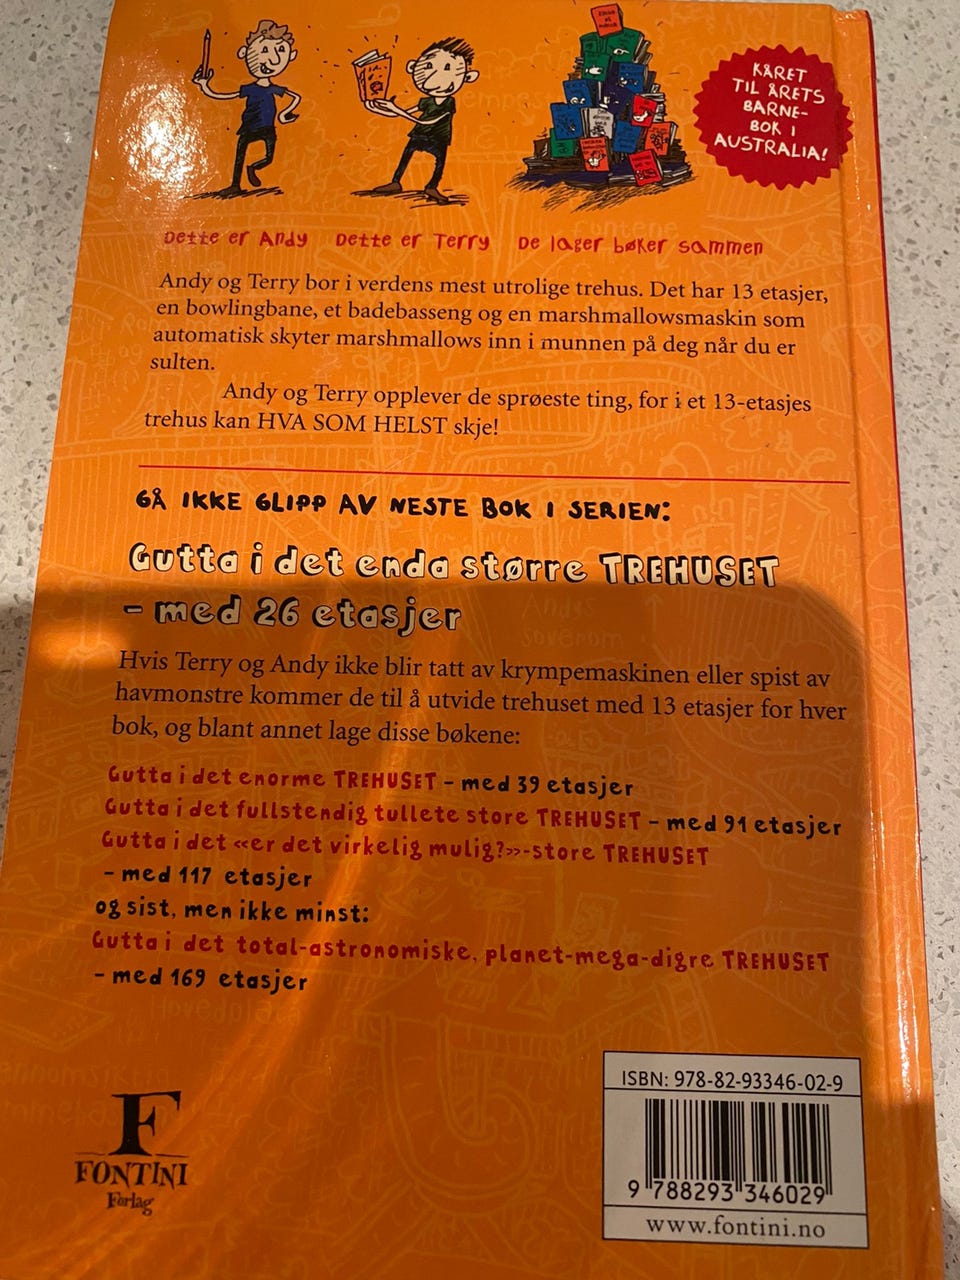 KÅRET
TIL ÅRETS
BARNE-
BOK I
AUSTRALIA!
Dette er Andy
Dette er Terry
De lager bøker sammen
Andy og Terry bor i verdens mest utrolige trehus. Det har 13 etasjer,
en bowlingbane, et badebasseng og en marshmallowsmaskin som
automatisk skyter marshmallows inn i munnen på deg når du er
sulten.
Andy og Terry opplever de sprøeste ting, for i et 13-etasjes
trehus kan HVA SOM HELST skje!
GÅ IKKE GLIPP AV NESTE BOK I SERIEN:
Gutta i det enda større TREHUSET
– med 26 etasjer
Hvis Terry og Andy ikke blir tatt av krympemaskinen eller spist av
havmonstre kommer de til å utvide trehuset med 13 etasjer for hver
bok, og blant annet lage disse bøkene:
Gutta i det enorme TREHUSET – med 39 etasjer
Gutta i det fullstendig tullete store TREHUSET – med 91 etasjer
Gutta i det «er det virkelig mulig?»-store TREHUSET
– med 117 etasjer
og sist, men ikke minst:
Gutta i det total-astronomiske, planet-mega-digre TREHUSET
– med 169 etasjer
F
FONTINI
Forlag
ISBN: 978-82-93346-02-9
9 788293 346029
www.fontini.no